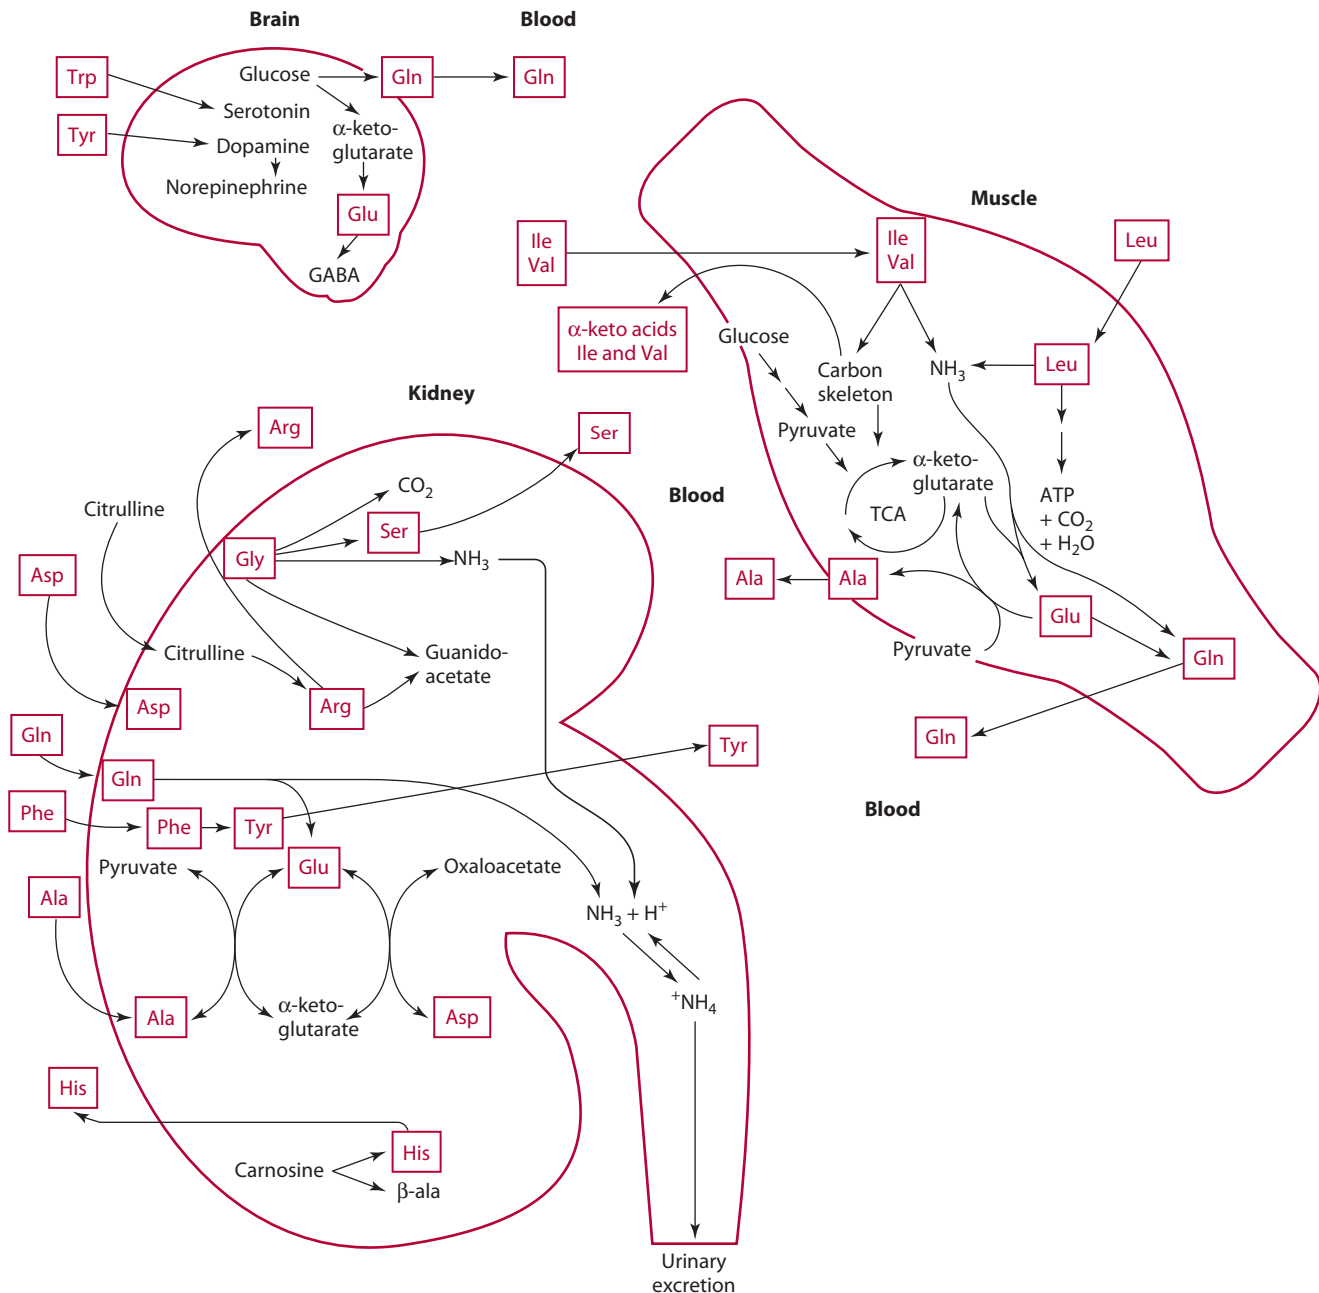 Brain
Blood
Trp
Glucose
Gln
Gln
Serotonin
Tyr
Dopamine
α-keto-
glutarate
Norepinephrine
Glu
GABA
Muscle
Ile
Val
Ile
Val
Leu
α-keto acids
Ile and Val
Glucose
Carbon
skeleton
NH3
Leu
Pyruvate
α-keto-
glutarate
TCA
ATP
+ CO2
+ H2O
Blood
Ala
Ala
Glu
Pyruvate
Gln
Gln
Blood
Kidney
Arg
Ser
CO2
Citrulline
Ser
Gly
NH3
Asp
Citrulline
Guanido-
acetate
Asp
Arg
Gln
Gln
Tyr
Phe
Phe
Tyr
Pyruvate
Glu
Oxaloacetate
Ala
NH3 + H+
Ala
α-keto-
glutarate
Asp
+NH4
His
His
Carnosine
β-ala
Urinary
excretion